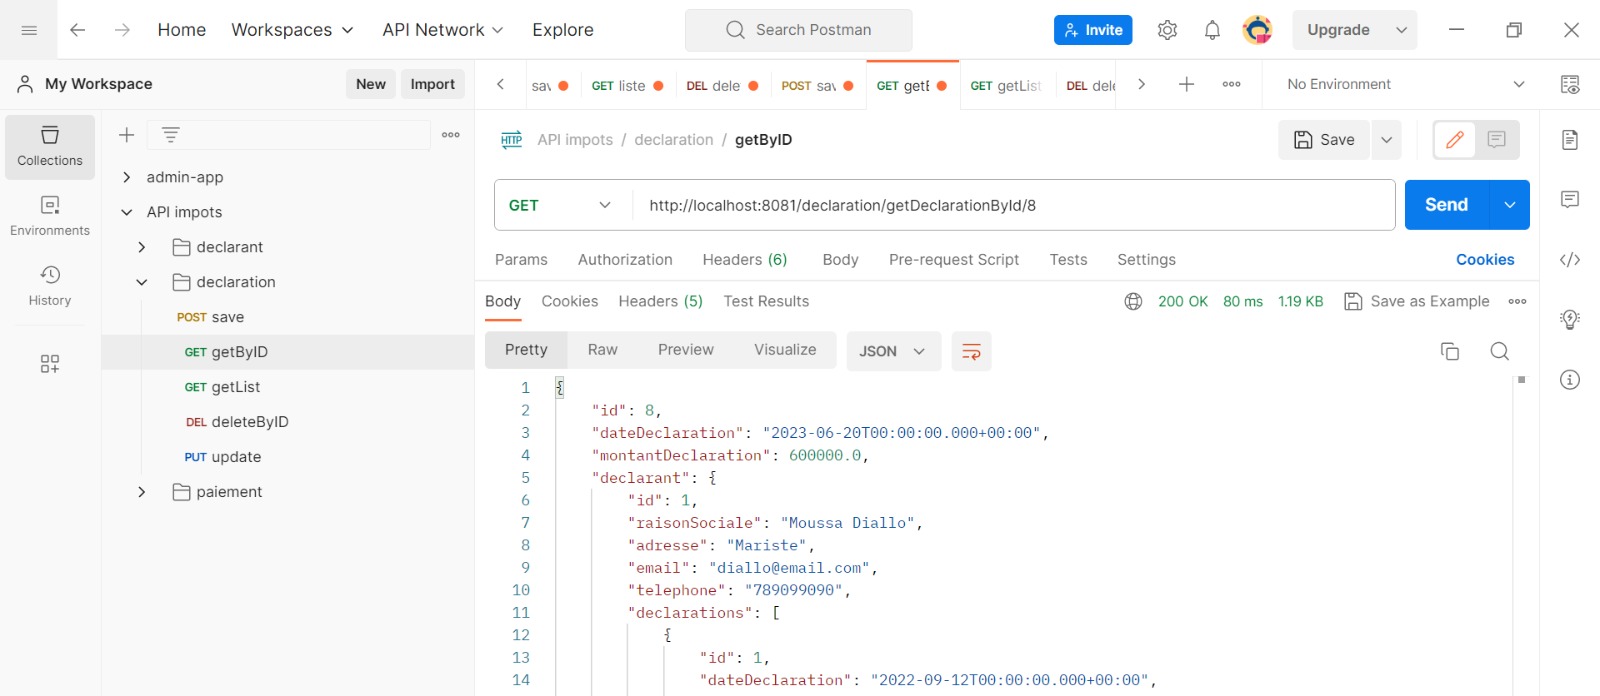 Home Workspaces API Network Explore Search Postman Invite Upgrade
My Workspace New Import
sav GET liste DEL dele POST sav GET getE GET getList DEL dele No Environment
Collections
Environments
History
admin-app
API impots
declarant
declaration
POST save
GET getByID
GET getList
DEL deleteByID
PUT update
paiement
HTTP API impots / declaration / getByID Save
GET http://localhost:8081/declaration/getDeclarationById/8 Send
Params Authorization Headers (6) Body Pre-request Script Tests Settings Cookies
Body Cookies Headers (5) Test Results 200 OK 80 ms 1.19 KB Save as Example
Pretty Raw Preview Visualize JSON
1 {
2 "id": 8,
3 "dateDeclaration": "2023-06-20T00:00:00.000+00:00",
4 "montantDeclaration": 600000.0,
5 "declarant": {
6 "id": 1,
7 "raisonSociale": "Moussa Diallo",
8 "adresse": "Mariste",
9 "email": "diallo@email.com",
10 "telephone": "789099090",
11 "declarations": [
12 {
13 "id": 1,
14 "dateDeclaration": "2022-09-12T00:00:00.000+00:00",